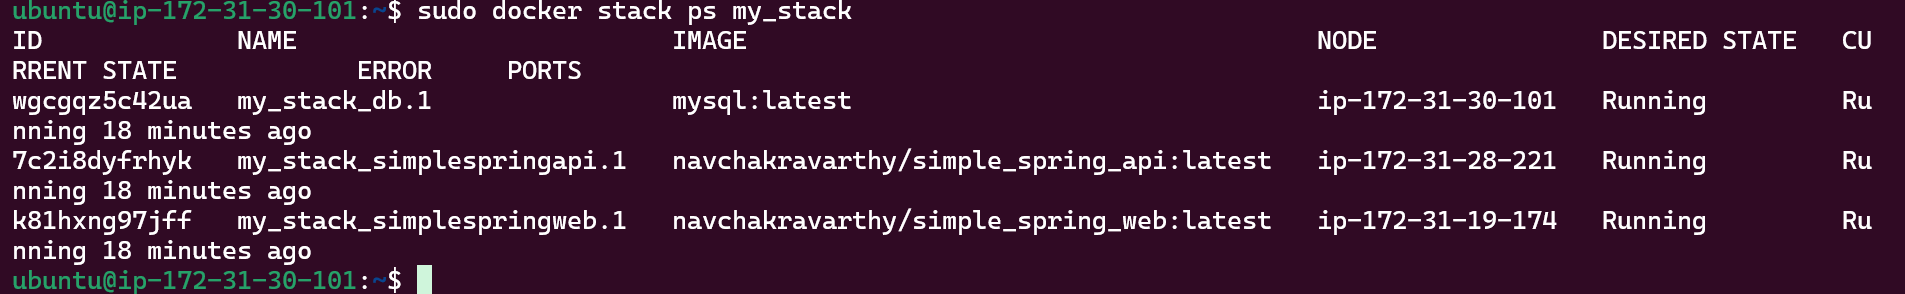 ubuntu@ip-172-31-30-101:~$ sudo docker stack ps my_stack
ID             NAME                         IMAGE                                      NODE               DESIRED STATE   CU
RRENT STATE            ERROR     PORTS
wgcgqz5c42ua   my_stack_db.1                mysql:latest                               ip-172-31-30-101   Running         Ru
nning 18 minutes ago
7c2i8dyfrhyk   my_stack_simplespringapi.1   navchakravarthy/simple_spring_api:latest   ip-172-31-28-221   Running         Ru
nning 18 minutes ago
k81hxng97jff   my_stack_simplespringweb.1   navchakravarthy/simple_spring_web:latest   ip-172-31-19-174   Running         Ru
nning 18 minutes ago
ubuntu@ip-172-31-30-101:~$